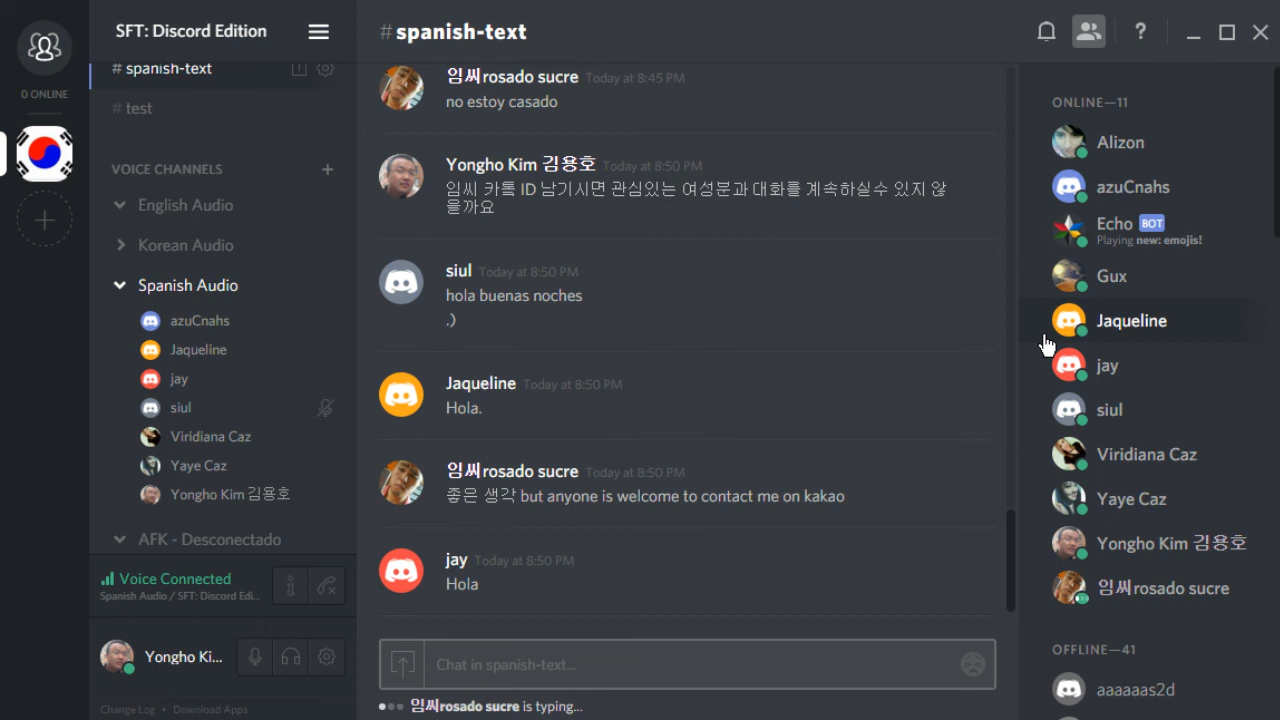 0 ONLINE
SFT: Discord Edition
# spanish-text
# test
VOICE CHANNELS
English Audio
Korean Audio
Spanish Audio
azuCnahs
Jaqueline
jay
siul
Viridiana Caz
Yaye Caz
Yongho Kim 김용호
AFK - Desconectado
Voice Connected
Spanish Audio / SFT: Discord Edi...
Yongho Ki...
Change Log • Download Apps
# spanish-text
임씨rosado sucre Today at 8:45 PM
no estoy casado
Yongho Kim 김용호 Today at 8:50 PM
임씨 카톡 ID 남기시면 관심있는 여성분과 대화를 계속하실수 있지 않
을까요
siul Today at 8:50 PM
hola buenas noches
.)
Jaqueline Today at 8:50 PM
Hola.
임씨rosado sucre Today at 8:50 PM
좋은 생각 but anyone is welcome to contact me on kakao
jay Today at 8:50 PM
Hola
Chat in spanish-text...
임씨rosado sucre is typing...
ONLINE—11
Alizon
azuCnahs
Echo BOT
Playing new: emojis!
Gux
Jaqueline
jay
siul
Viridiana Caz
Yaye Caz
Yongho Kim 김용호
임씨rosado sucre
OFFLINE—41
aaaaaas2d